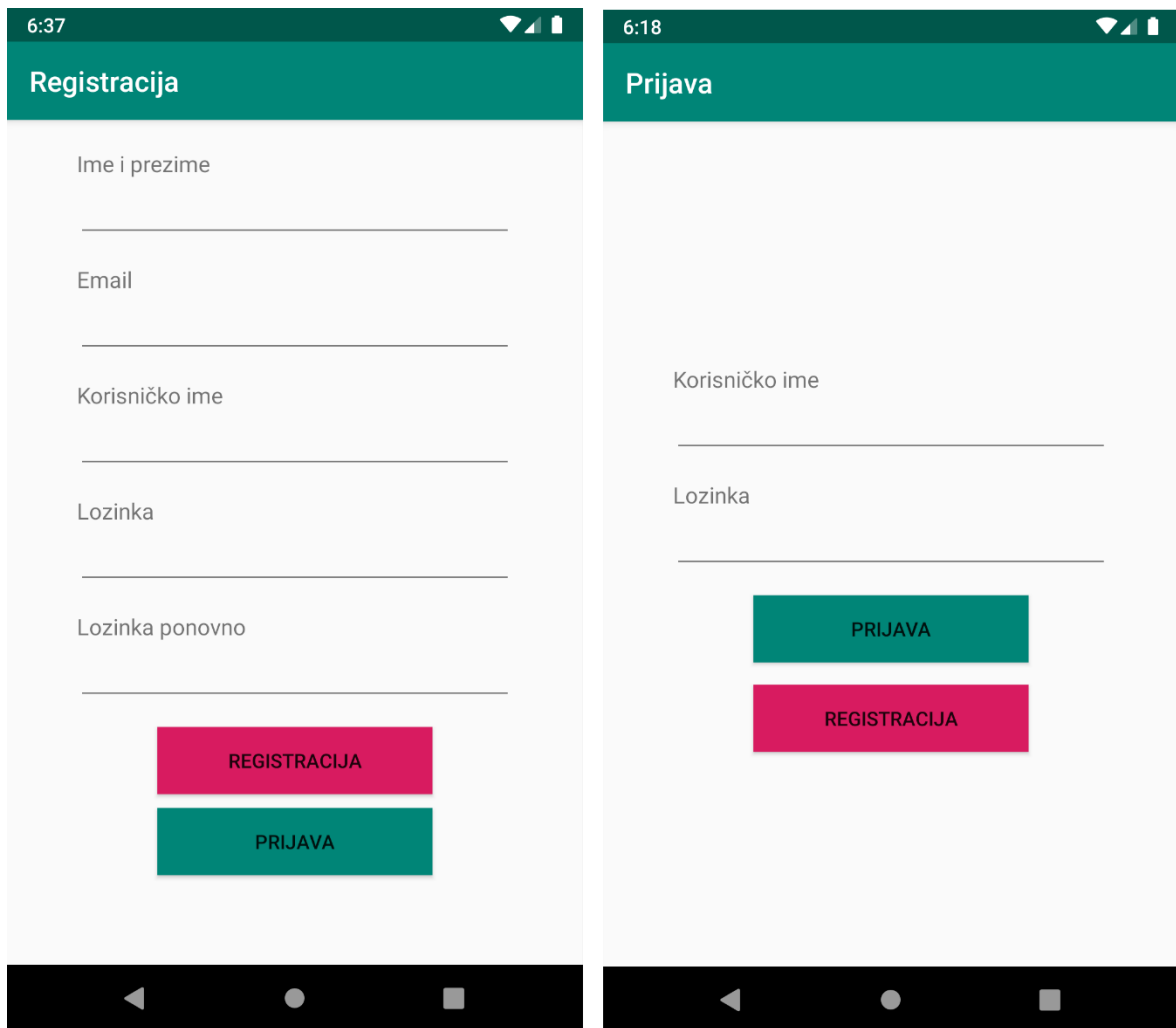 6:37
Registracija
Ime i prezime
Email
Korisničko ime
Lozinka
Lozinka ponovno
REGISTRACIJA
PRIJAVA
6:18
Prijava
Korisničko ime
Lozinka
PRIJAVA
REGISTRACIJA